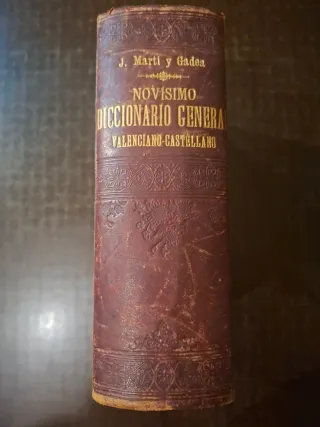 J. Martí y Gadea
NOVÍSIMO
DICCIONARIO GENERA
VALENCIANO-CASTELLANO